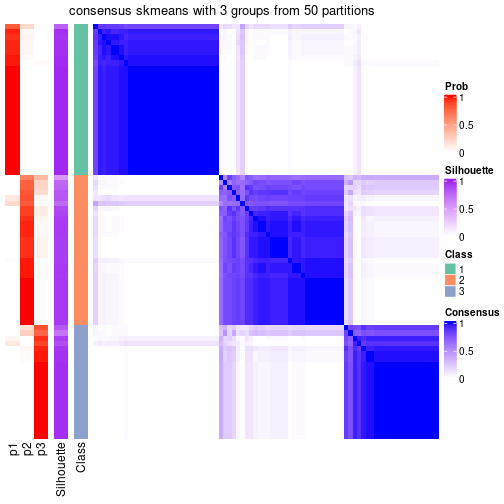 consensus skmeans with 3 groups from 50 partitions
Prob
1
0.5
0
Silhouette
1
0.5
0
Class
1
2
3
Consensus
1
0.5
0
p1
p2
p3
Silhouette
Class